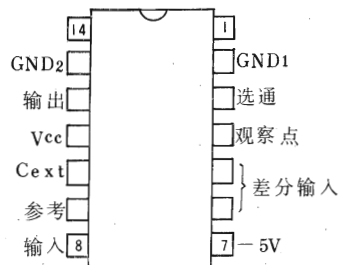 14 1
GND2 GND1
输出 选通
Vcc 观察点
Cext
差分输入
参考
输入 8 7 -5V